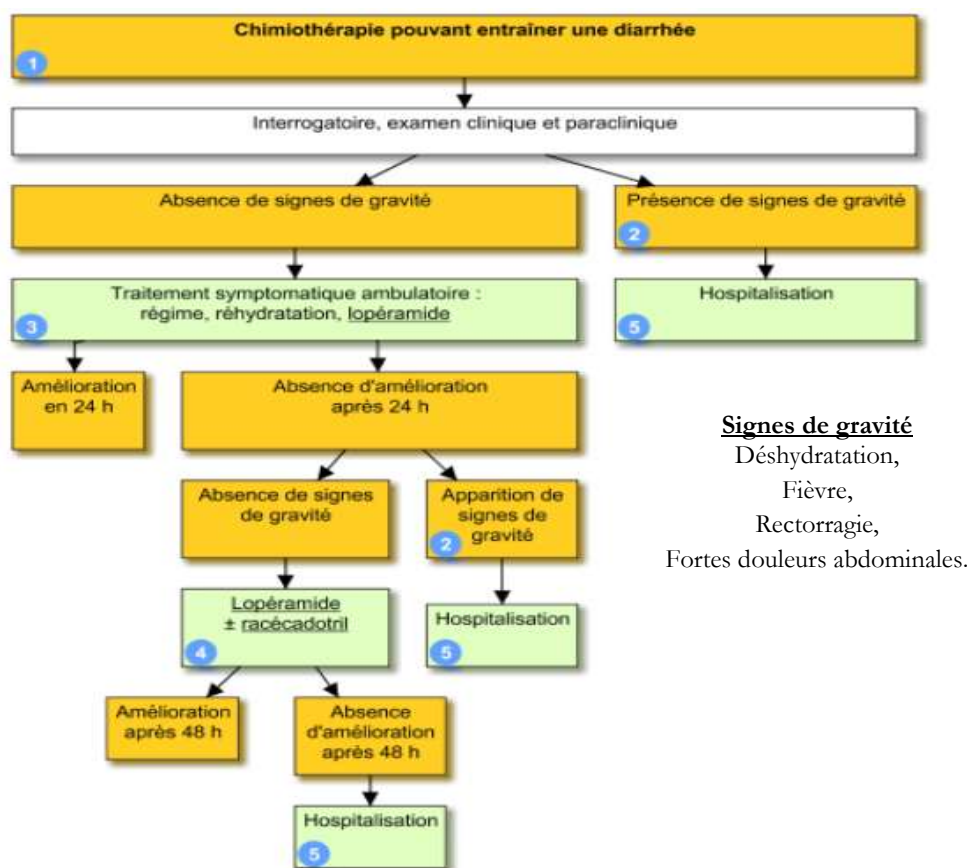 Chimiothérapie pouvant entraîner une diarrhée
1
Interrogatoire, examen clinique et paraclinique
Absence de signes de gravité
Présence de signes de gravité
2
Traitement symptomatique ambulatoire :
régime, réhydratation, lopéramide
3
Hospitalisation
5
Amélioration
en 24 h
Absence d'amélioration
après 24 h
Signes de gravité
Déshydratation,
Fièvre,
Rectorragie,
Fortes douleurs abdominales.
Absence de signes
de gravité
Apparition de
signes de
gravité
2
Lopéramide
± racécadotril
4
Hospitalisation
5
Amélioration
après 48 h
Absence
d'amélioration
après 48 h
Hospitalisation
5